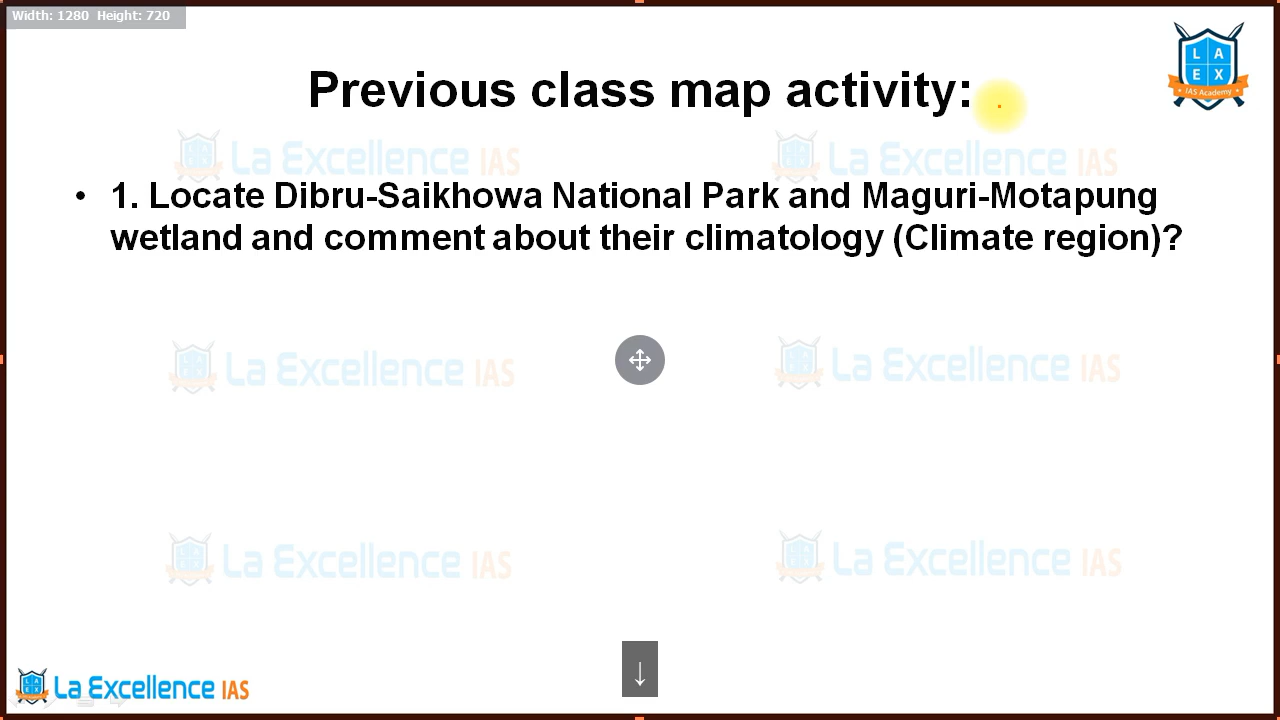 Width: 1280 Height: 720
L A
E X
IAS Academy
Previous class map activity:
La Excellence IAS
La Excellence IAS
• 1. Locate Dibru-Saikhowa National Park and Maguri-Motapung
wetland and comment about their climatology (Climate region)?
La Excellence IAS
La Excellence IAS
La Excellence IAS
La Excellence IAS
La Excellence IAS